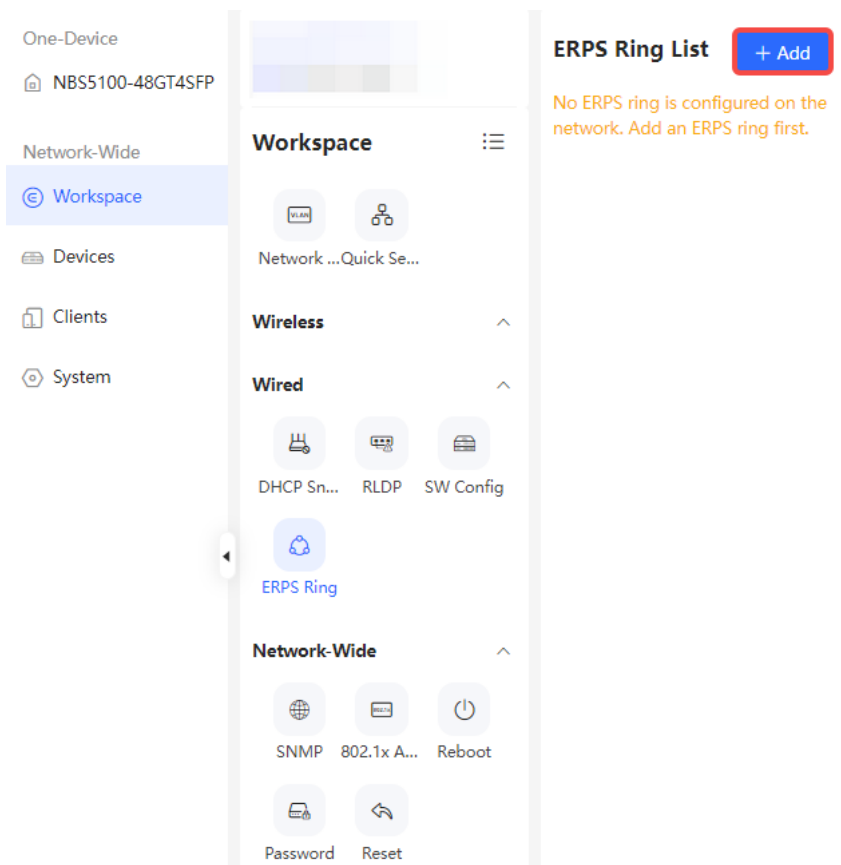 One-Device
NBS5100-48GT4SFP
Network-Wide
Workspace
Devices
Clients
System
Workspace
VLAN
Network ...
Quick Se...
Wireless
Wired
DHCP Sn...
RLDP
SW Config
ERPS Ring
Network-Wide
SNMP
802.1x A...
Reboot
Password
Reset
ERPS Ring List
+ Add
No ERPS ring is configured on the
network. Add an ERPS ring first.